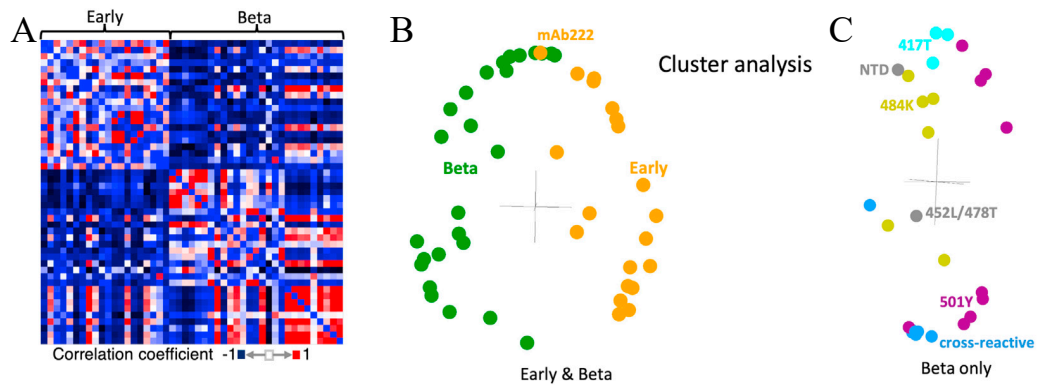 A
Early
Beta
Correlation coefficient -1 1
B
mAb222
Beta
Early
Early & Beta
Cluster analysis
C
417T
NTD
484K
452L/478T
501Y
cross-reactive
Beta only